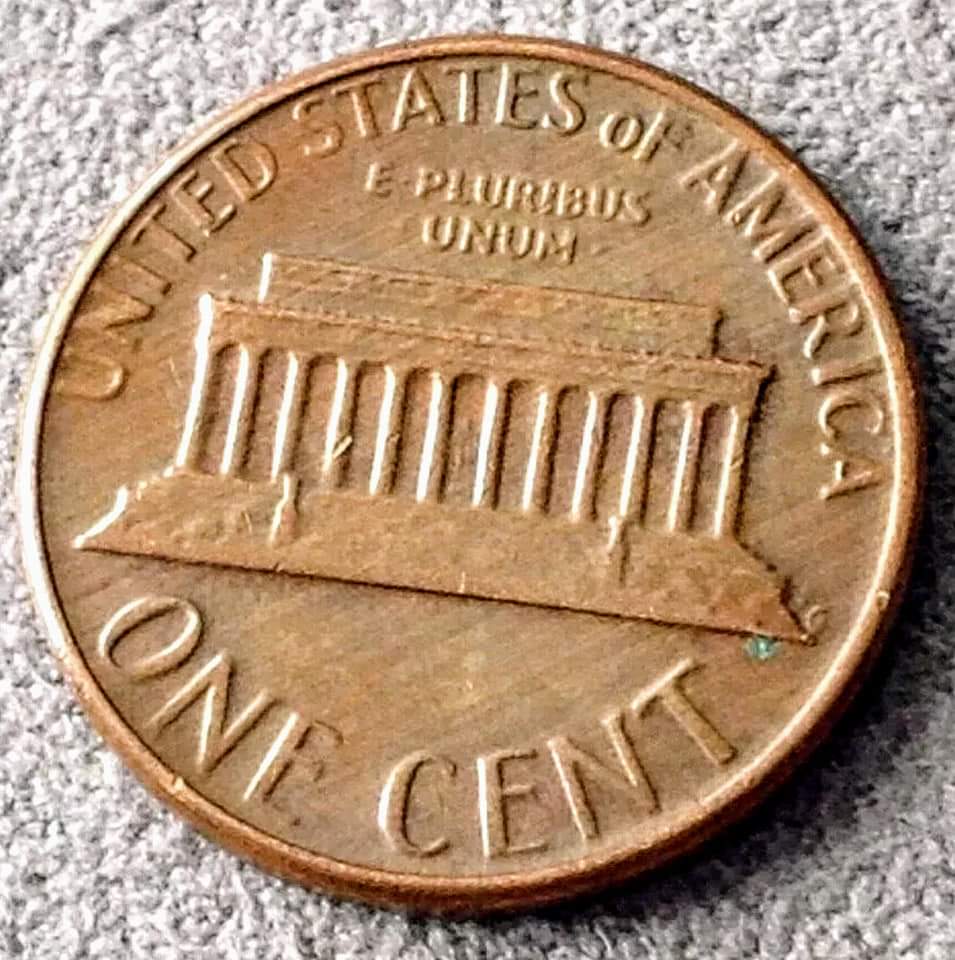 UNITED STATES of AMERICA
E·PLURIBUS
UNUM
ONE CENT